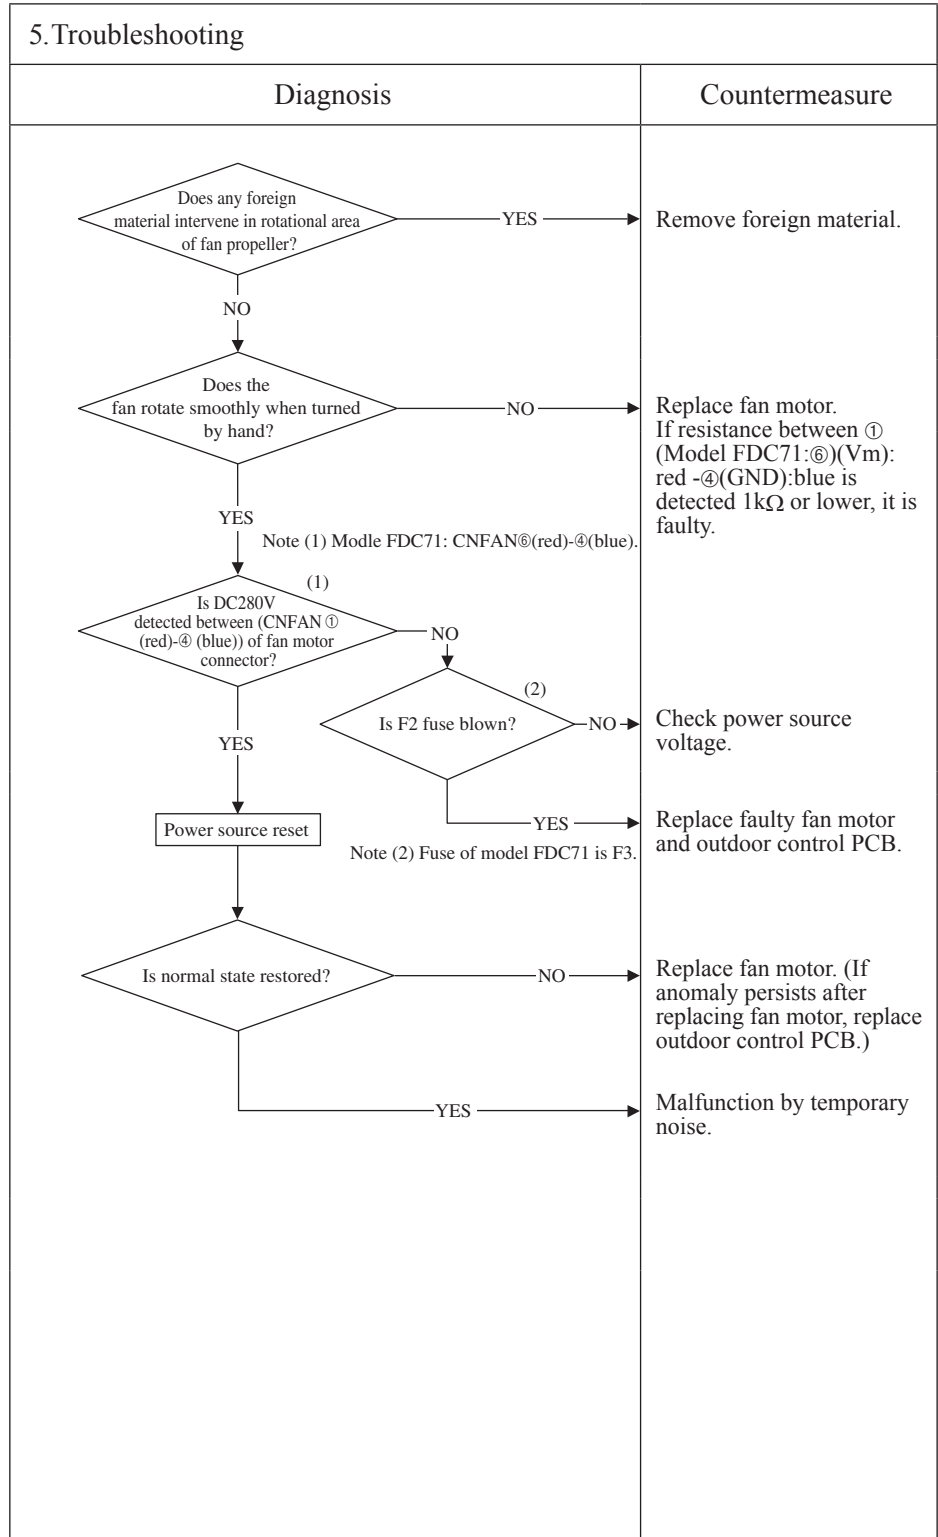 5.Troubleshooting
Diagnosis
Countermeasure
Does any foreign
material intervene in rotational area
of fan propeller?
YES
Remove foreign material.
NO
Does the
fan rotate smoothly when turned
by hand?
NO
Replace fan motor.
If resistance between ①
(Model FDC71:⑥)(Vm):
red -④(GND):blue is
detected 1kΩ or lower, it is
faulty.
YES
Note (1) Modle FDC71: CNFAN⑥(red)-④(blue).
(1)
Is DC280V
detected between (CNFAN ①
(red)-④ (blue)) of fan motor
connector?
NO
(2)
Is F2 fuse blown?
NO
Check power source
voltage.
YES
YES
Replace faulty fan motor
and outdoor control PCB.
Power source reset
Note (2) Fuse of model FDC71 is F3.
Is normal state restored?
NO
Replace fan motor. (If
anomaly persists after
replacing fan motor, replace
outdoor control PCB.)
YES
Malfunction by temporary
noise.